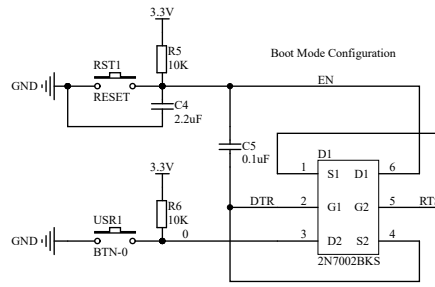 3.3V
R5
10K
Boot Mode Configuration
RST1
GND
RESET
EN
C4
2.2uF
C5
0.1uF
D1
1 S1 D1 6
DTR 2 G1 G2 5
3 D2 S2 4
2N7002BKS
3.3V
R6
10K
0
USR1
GND
BTN-0